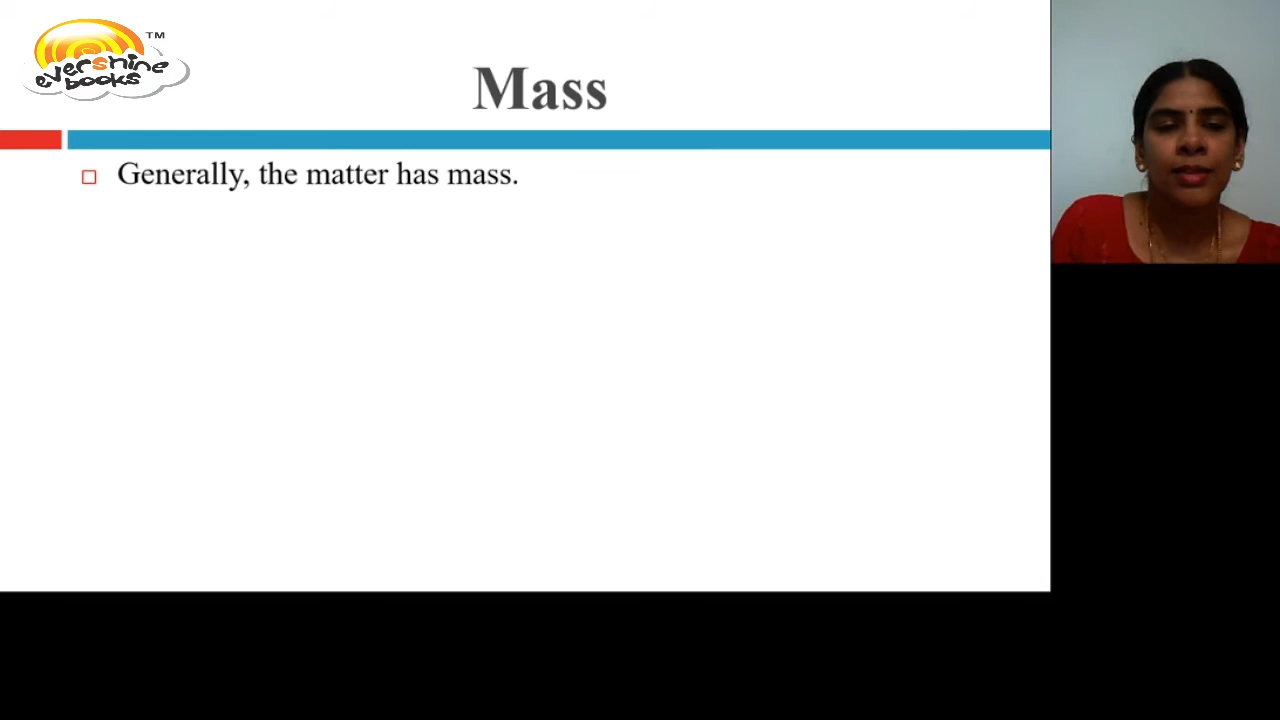 evershine
books
TM
Mass
Generally, the matter has mass.